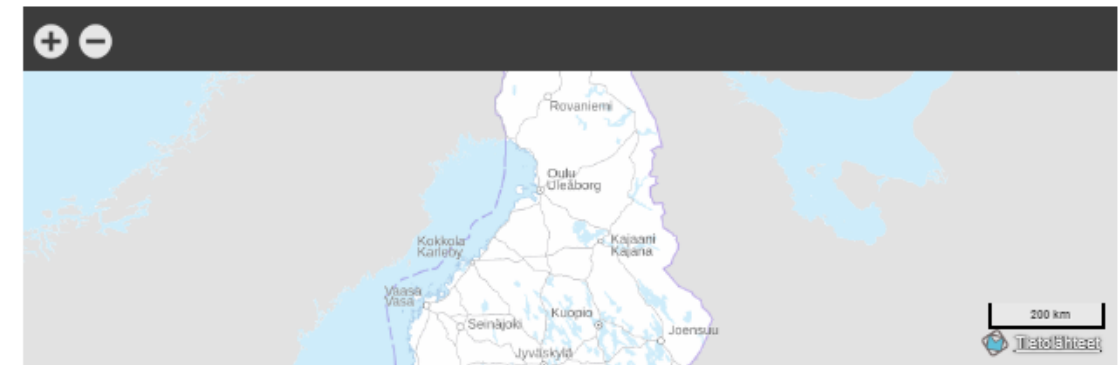 Rovaniemi
Oulu
Uleåborg
Kokkola
Karleby
Kajaani
Kajana
Vaasa
Vasa
Kuopio
Seinäjoki
Joensuu
Jyväskylä
200 km
Tietolähteet